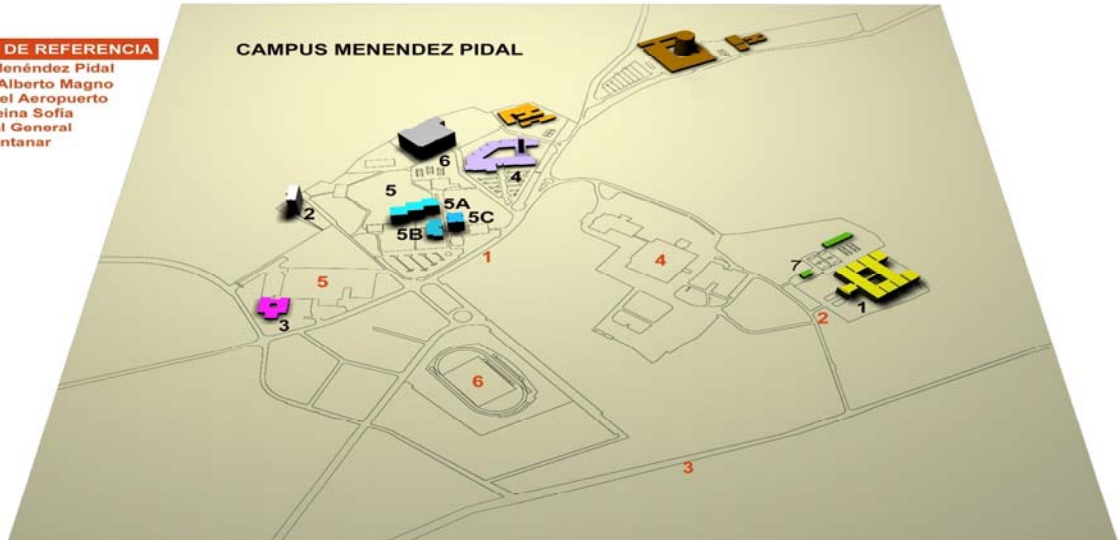 DE REFERENCIA
Menéndez Pidal
Alberto Magno
el Aeropuerto
eina Sofía
l General
ntanar
CAMPUS MENENDEZ PIDAL
6
4
5
5A
2
5C
5B
1
4
7
5
1
2
3
6
3